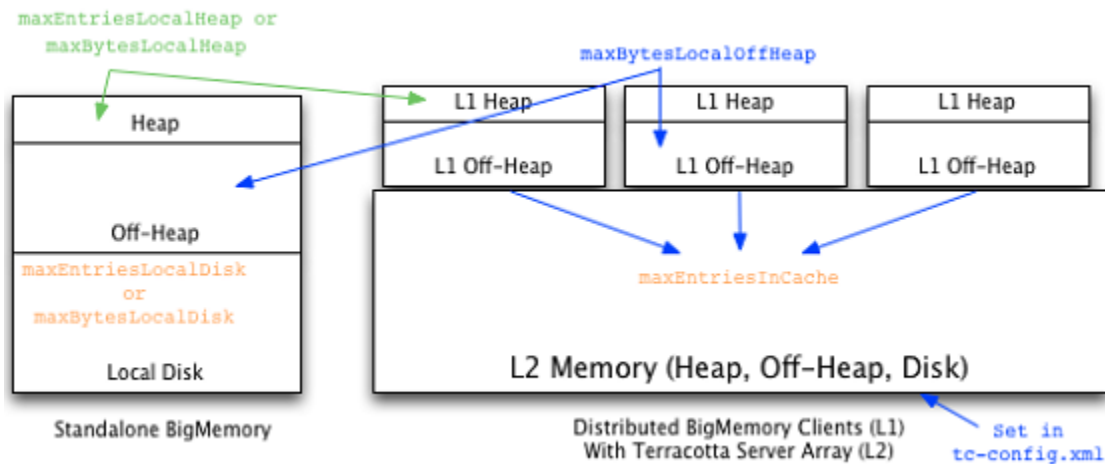 maxEntriesLocalHeap or
maxBytesLocalHeap
maxBytesLocalOffHeap
Heap
Off-Heap
maxEntriesLocalDisk
or
maxBytesLocalDisk
Local Disk
Standalone BigMemory
L1 Heap
L1 Off-Heap
L1 Heap
L1 Off-Heap
L1 Heap
L1 Off-Heap
maxEntriesInCache
L2 Memory (Heap, Off-Heap, Disk)
Distributed BigMemory Clients (L1)
With Terracotta Server Array (L2)
Set in
tc-config.xml